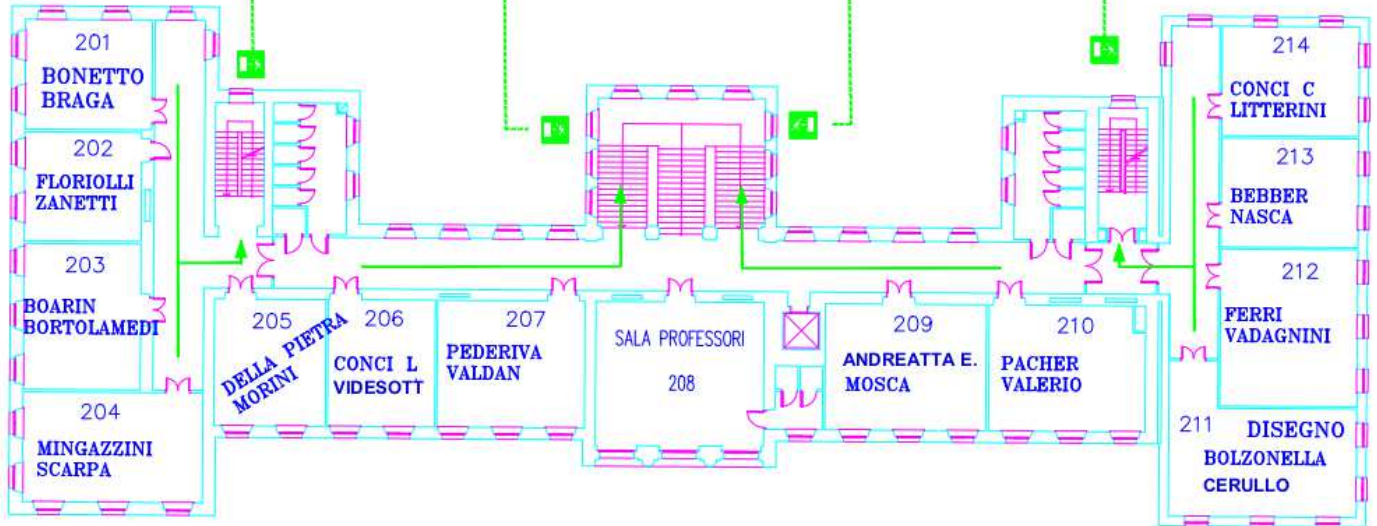 201
BONETTO
BRAGA
202
FLORIOLLI
ZANETTI
203
BOARIN
BORTOLAMEDI
204
MINGAZZINI
SCARPA
205
DELLA PIETRA
MORINI
206
CONCI L
VIDESOTT
207
PEDERIVA
VALDAN
SALA PROFESSORI
208
209
ANDREATTA E.
MOSCA
210
PACHER
VALERIO
211
DISEGNO
BOLZONELLA
CERULLO
212
FERRI
VADAGNINI
213
BEBBER
NASCA
214
CONCI C
LITTERINI